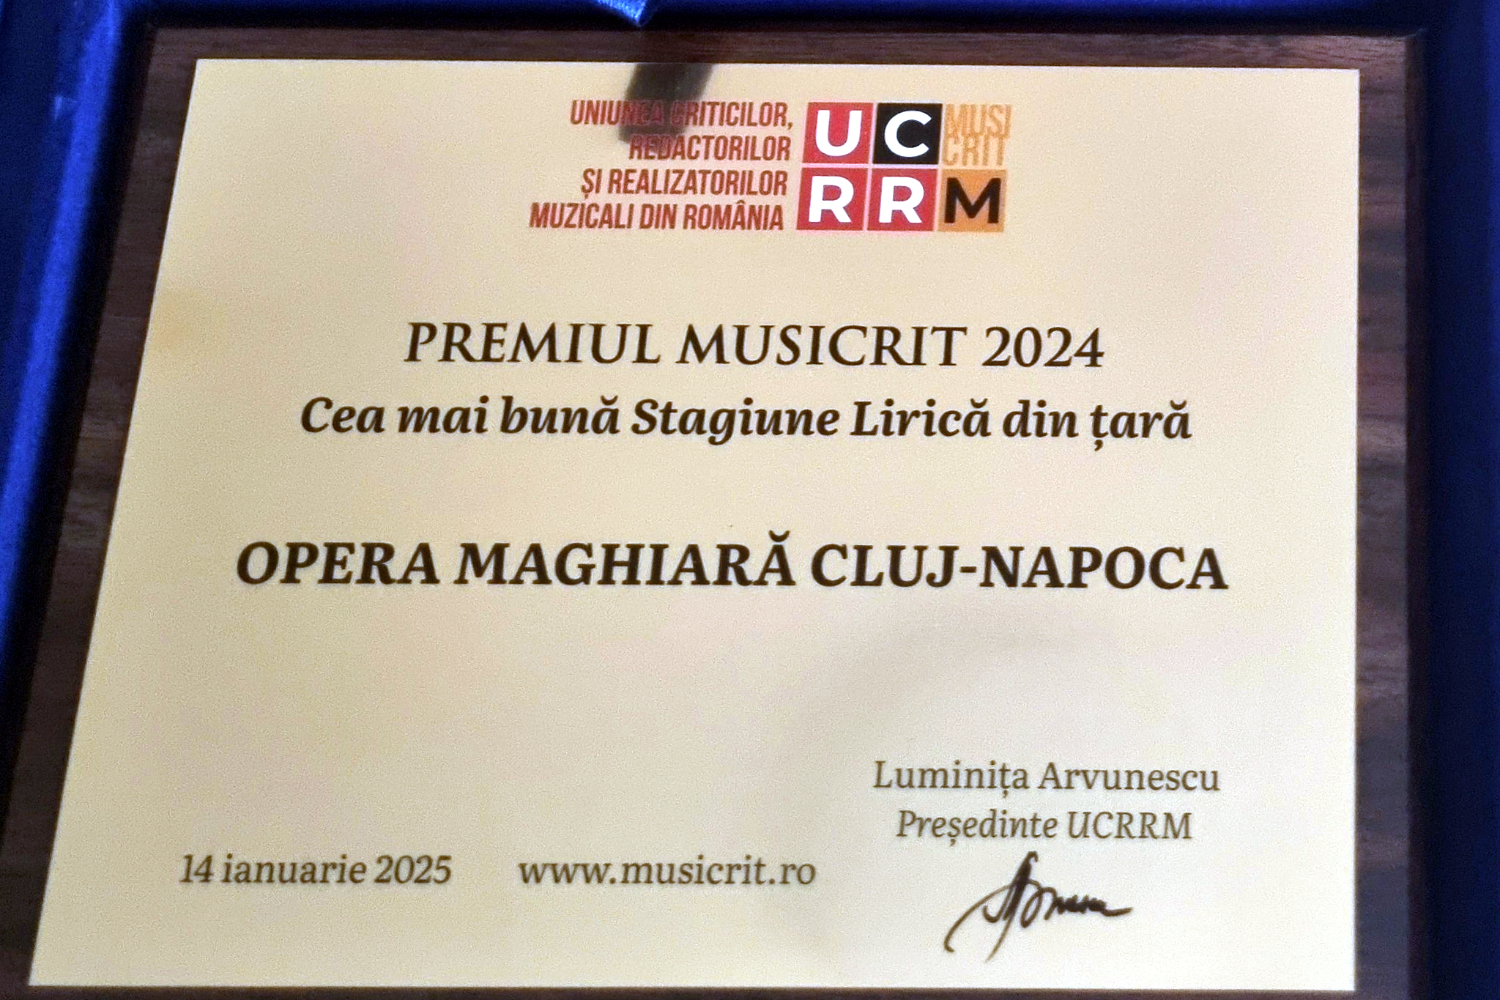 UNIUNEA CRITICILOR,
REDACTORILOR
ȘI REALIZATORILOR
MUZICALI DIN ROMÂNIA
UC
RRM
MUSI
CRIT
PREMIUL MUSICRIT 2024
Cea mai bună Stagiune Lirică din țară
OPERA MAGHIARĂ CLUJ-NAPOCA
Luminița Arvunescu
Președinte UCRRM
14 ianuarie 2025 www.musicrit.ro